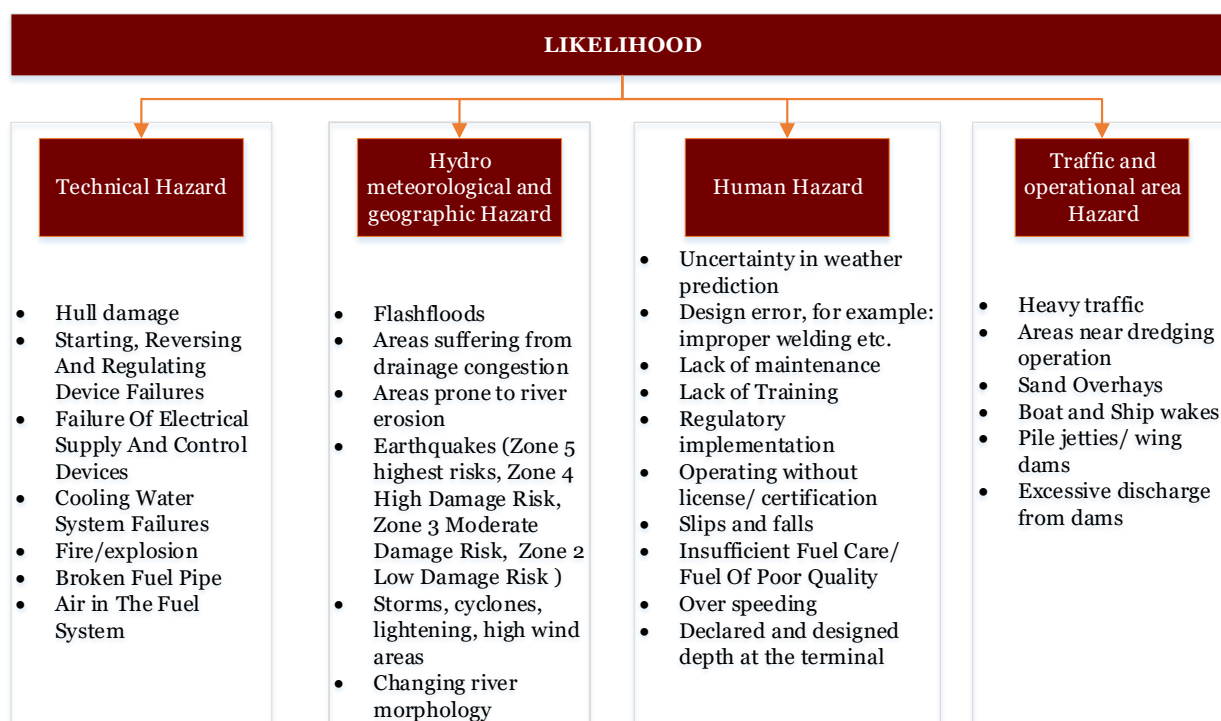 LIKELIHOOD
Technical Hazard
• Hull damage
• Starting, Reversing
And Regulating
Device Failures
• Failure Of Electrical
Supply And Control
Devices
• Cooling Water
System Failures
• Fire/explosion
• Broken Fuel Pipe
• Air in The Fuel
System
Hydro
meteorological and
geographic Hazard
• Flashfloods
• Areas suffering from
drainage congestion
• Areas prone to river
erosion
• Earthquakes (Zone 5
highest risks, Zone 4
High Damage Risk,
Zone 3 Moderate
Damage Risk, Zone 2
Low Damage Risk )
• Storms, cyclones,
lightening, high wind
areas
• Changing river
morphology
Human Hazard
• Uncertainty in weather
prediction
• Design error, for example:
improper welding etc.
• Lack of maintenance
• Lack of Training
• Regulatory
implementation
• Operating without
license/ certification
• Slips and falls
• Insufficient Fuel Care/
Fuel Of Poor Quality
• Over speeding
• Declared and designed
depth at the terminal
Traffic and
operational area
Hazard
• Heavy traffic
• Areas near dredging
operation
• Sand Overhays
• Boat and Ship wakes
• Pile jetties/ wing
dams
• Excessive discharge
from dams